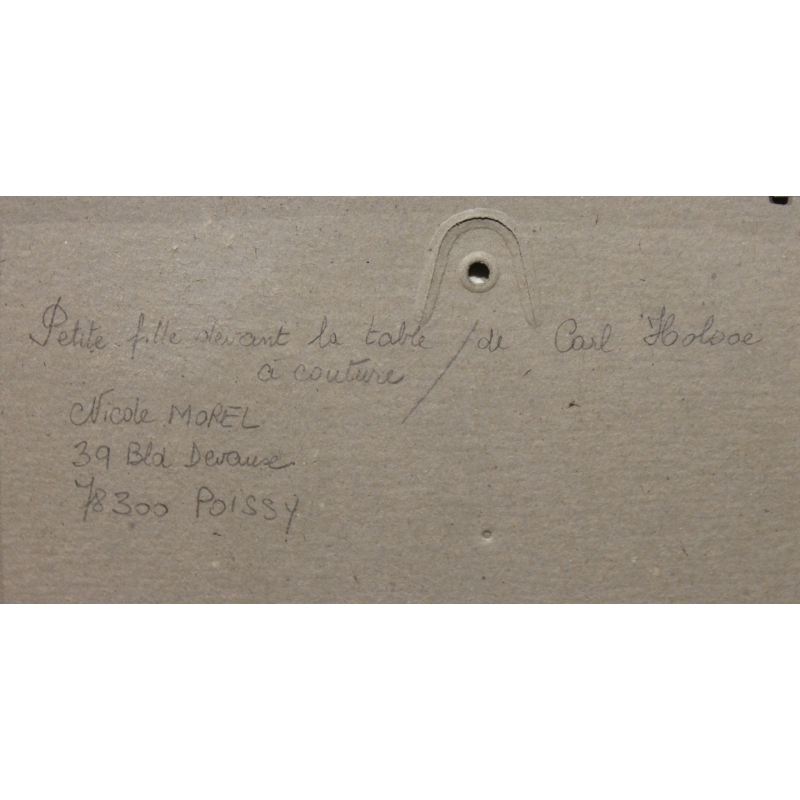 Petite fille devant la table / de Carl Holsoe
à couture
Nicole MOREL
39 Bld Devaux
78300 POISSY